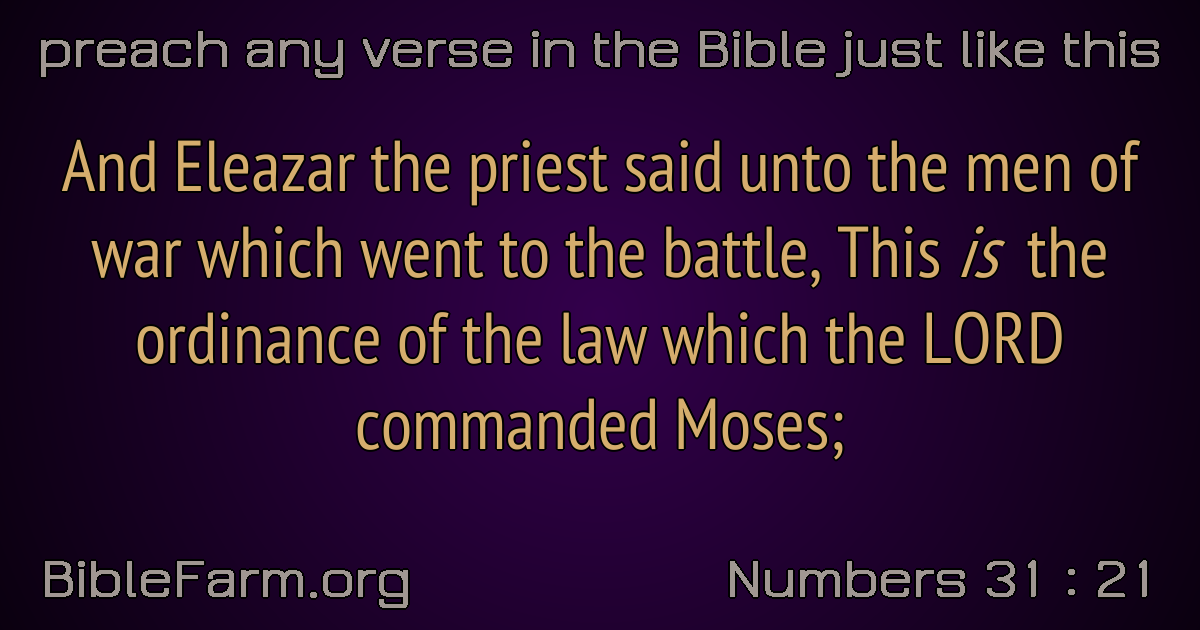 preach any verse in the Bible just like this
And Eleazar the priest said unto the men of
war which went to the battle, This is the
ordinance of the law which the LORD
commanded Moses;
BibleFarm.org
Numbers 31 : 21